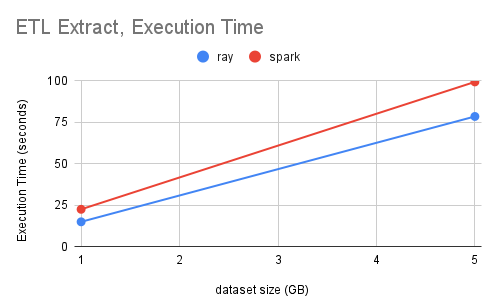 ETL Extract, Execution Time
ray spark
Execution Time (seconds)
100
75
50
25
0
1 2 3 4 5
dataset size (GB)